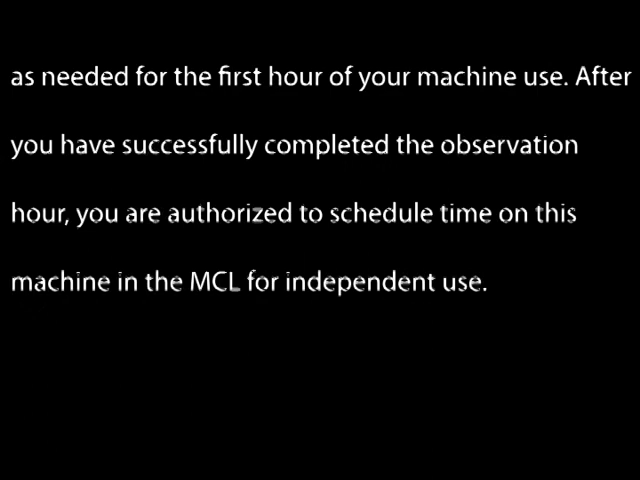 as needed for the first hour of your machine use. After
you have successfully completed the observation
hour, you are authorized to schedule time on this
machine in the MCL for independent use.